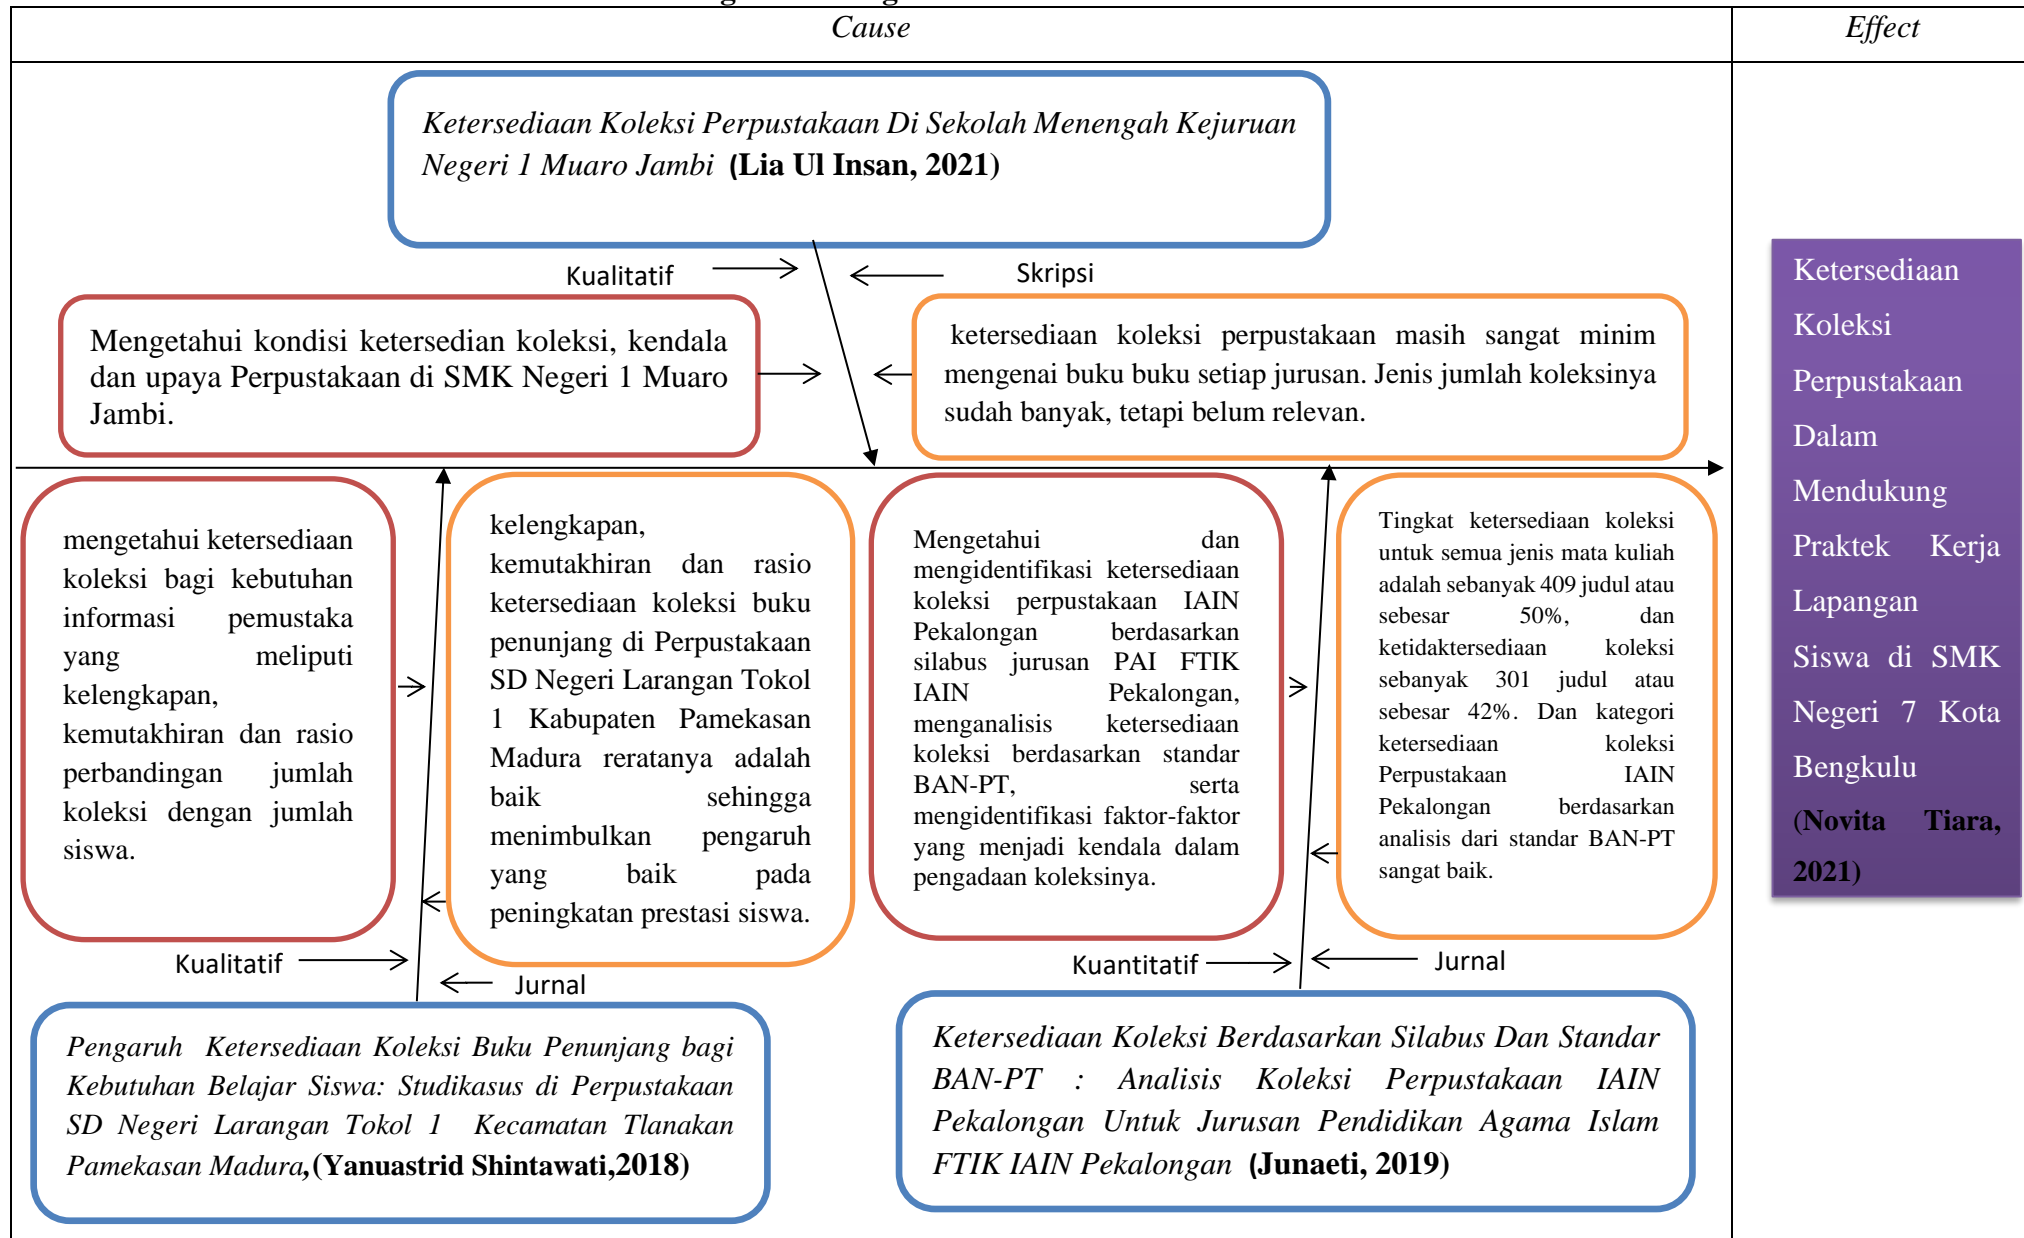 Cause
Effect
Ketersediaan Koleksi Perpustakaan Di Sekolah Menengah Kejuruan
Negeri 1 Muaro Jambi (Lia Ul Insan, 2021)
Kualitatif
Skripsi
Mengetahui kondisi ketersedian koleksi, kendala
dan upaya Perpustakaan di SMK Negeri 1 Muaro
Jambi.
ketersediaan koleksi perpustakaan masih sangat minim
mengenai buku buku setiap jurusan. Jenis jumlah koleksinya
sudah banyak, tetapi belum relevan.
mengetahui ketersediaan
koleksi bagi kebutuhan
informasi pemustaka
yang meliputi
kelengkapan,
kemutakhiran dan rasio
perbandingan jumlah
koleksi dengan jumlah
siswa.
kelengkapan,
kemutakhiran dan rasio
ketersediaan koleksi buku
penunjang di Perpustakaan
SD Negeri Larangan Tokol
1 Kabupaten Pamekasan
Madura reratanya adalah
baik sehingga
menimbulkan pengaruh
yang baik pada
peningkatan prestasi siswa.
Mengetahui dan
mengidentifikasi ketersediaan
koleksi perpustakaan IAIN
Pekalongan berdasarkan
silabus jurusan PAI FTIK
IAIN Pekalongan,
menganalisis ketersediaan
koleksi berdasarkan standar
BAN-PT, serta
mengidentifikasi faktor-faktor
yang menjadi kendala dalam
pengadaan koleksinya.
Tingkat ketersediaan koleksi
untuk semua jenis mata kuliah
adalah sebanyak 409 judul atau
sebesar 50%, dan
ketidaktersediaan koleksi
sebanyak 301 judul atau
sebesar 42%. Dan kategori
ketersediaan koleksi
Perpustakaan IAIN
Pekalongan berdasarkan
analisis dari standar BAN-PT
sangat baik.
Kualitatif
Jurnal
Kuantitatif
Jurnal
Pengaruh Ketersediaan Koleksi Buku Penunjang bagi
Kebutuhan Belajar Siswa: Studikasus di Perpustakaan
SD Negeri Larangan Tokol 1 Kecamatan Tlanakan
Pamekasan Madura,(Yanuastrid Shintawati,2018)
Ketersediaan Koleksi Berdasarkan Silabus Dan Standar
BAN-PT : Analisis Koleksi Perpustakaan IAIN
Pekalongan Untuk Jurusan Pendidikan Agama Islam
FTIK IAIN Pekalongan (Junaeti, 2019)
Ketersediaan
Koleksi
Perpustakaan
Dalam
Mendukung
Praktek Kerja
Lapangan
Siswa di SMK
Negeri 7 Kota
Bengkulu
(Novita Tiara,
2021)